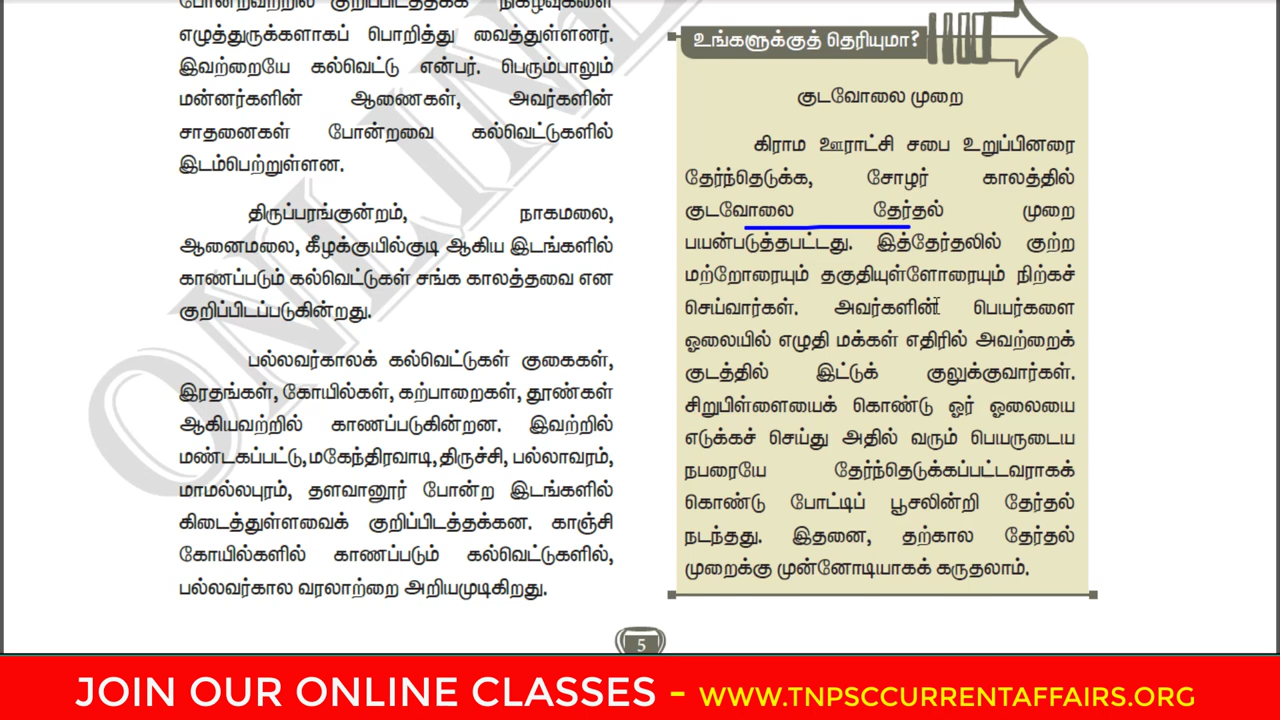 போன்றவற்றில் குறிப்பிடத்தக்க நிகழ்வுகளை
எழுத்துருக்களாகப் பொறித்து வைத்துள்ளனர்.
இவற்றையே கல்வெட்டு என்பர். பெரும்பாலும்
மன்னர்களின் ஆணைகள், அவர்களின்
சாதனைகள் போன்றவை கல்வெட்டுகளில்
இடம்பெற்றுள்ளன.
திருப்பரங்குன்றம், நாகமலை,
ஆனைமலை, கீழக்குயில்குடி ஆகிய இடங்களில்
காணப்படும் கல்வெட்டுகள் சங்க காலத்தவை என
குறிப்பிடப்படுகின்றது.
பல்லவர்காலக் கல்வெட்டுகள் குகைகள்,
இரதங்கள், கோயில்கள், கற்பாறைகள், தூண்கள்
ஆகியவற்றில் காணப்படுகின்றன. இவற்றில்
மண்டகப்பட்டு, மகேந்திரவாடி, திருச்சி, பல்லாவரம்,
மாமல்லபுரம், தளவானூர் போன்ற இடங்களில்
கிடைத்துள்ளவைக் குறிப்பிடத்தக்கன. காஞ்சி
கோயில்களில் காணப்படும் கல்வெட்டுகளில்,
பல்லவர்கால வரலாற்றை அறியமுடிகிறது.
உங்களுக்குத் தெரியுமா?
குடவோலை முறை
கிராம ஊராட்சி சபை உறுப்பினரை
தேர்ந்தெடுக்க, சோழர் காலத்தில்
குடவோலை தேர்தல் முறை
பயன்படுத்தபட்டது. இத்தேர்தலில் குற்ற
மற்றோரையும் தகுதியுள்ளோரையும் நிற்கச்
செய்வார்கள். அவர்களின் பெயர்களை
ஓலையில் எழுதி மக்கள் எதிரில் அவற்றைக்
குடத்தில் இட்டுக் குலுக்குவார்கள்.
சிறுபிள்ளையைக் கொண்டு ஓர் ஓலையை
எடுக்கச் செய்து அதில் வரும் பெயருடைய
நபரையே தேர்ந்தெடுக்கப்பட்டவராகக்
கொண்டு போட்டிப் பூசலின்றி தேர்தல்
நடந்தது. இதனை, தற்கால தேர்தல்
முறைக்கு முன்னோடியாகக் கருதலாம்.
ONLINE
5
JOIN OUR ONLINE CLASSES - WWW.TNPSCCURRENTAFFAIRS.ORG